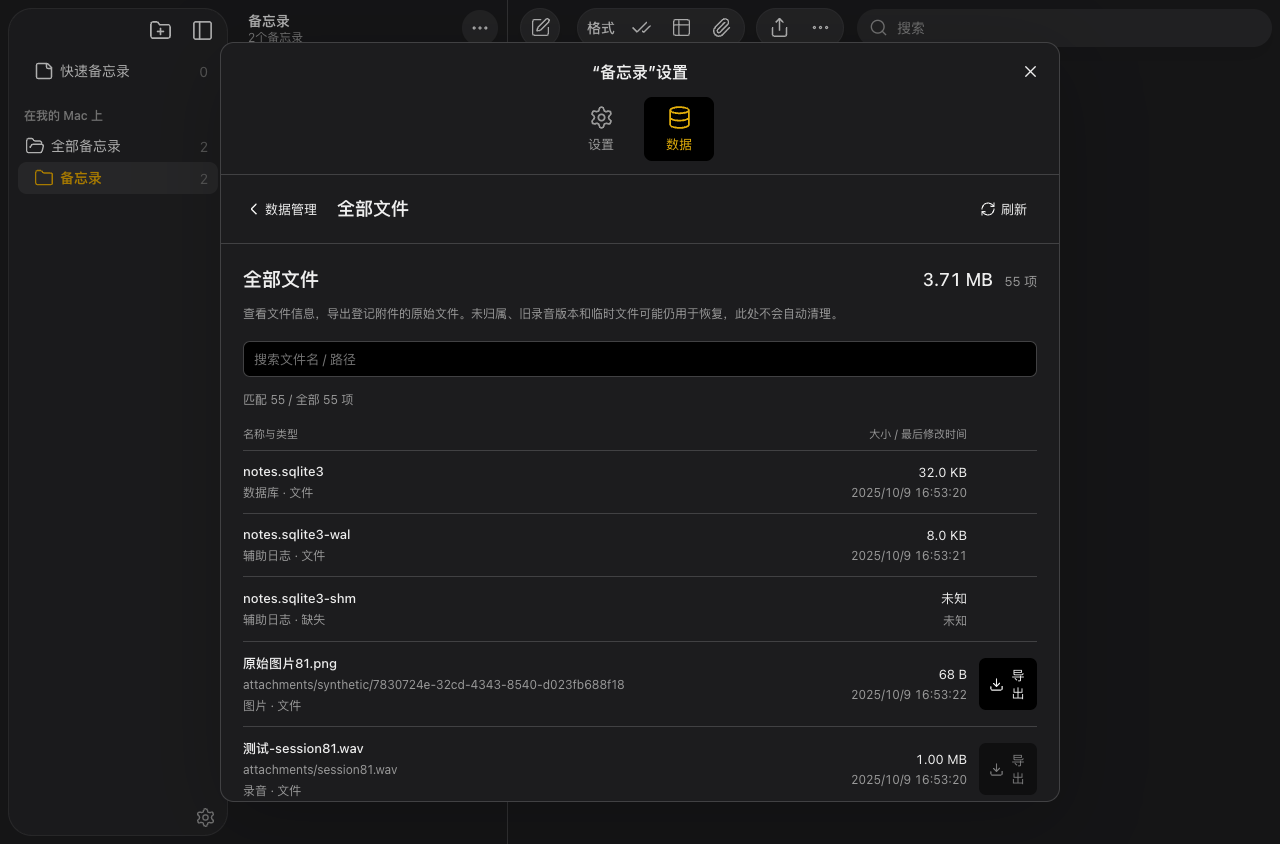 备忘录
2个备忘录
格式
搜索
快速备忘录 0
在我的 Mac 上
全部备忘录 2
备忘录 2
“备忘录”设置
设置
数据
数据管理
全部文件
刷新
全部文件
3.71 MB 55 项
查看文件信息，导出登记附件的原始文件。未归属、旧录音版本和临时文件可能仍用于恢复，此处不会自动清理。
搜索文件名 / 路径
匹配 55 / 全部 55 项
名称与类型
大小 / 最后修改时间
notes.sqlite3
32.0 KB
数据库 · 文件
2025/10/9 16:53:20
notes.sqlite3-wal
8.0 KB
辅助日志 · 文件
2025/10/9 16:53:21
notes.sqlite3-shm
未知
辅助日志 · 缺失
未知
原始图片81.png
68 B
attachments/synthetic/7830724e-32cd-4343-8540-d023fb688f18
2025/10/9 16:53:22
图片 · 文件
导
出
测试-session81.wav
1.00 MB
attachments/session81.wav
2025/10/9 16:53:20
录音 · 文件
导
出